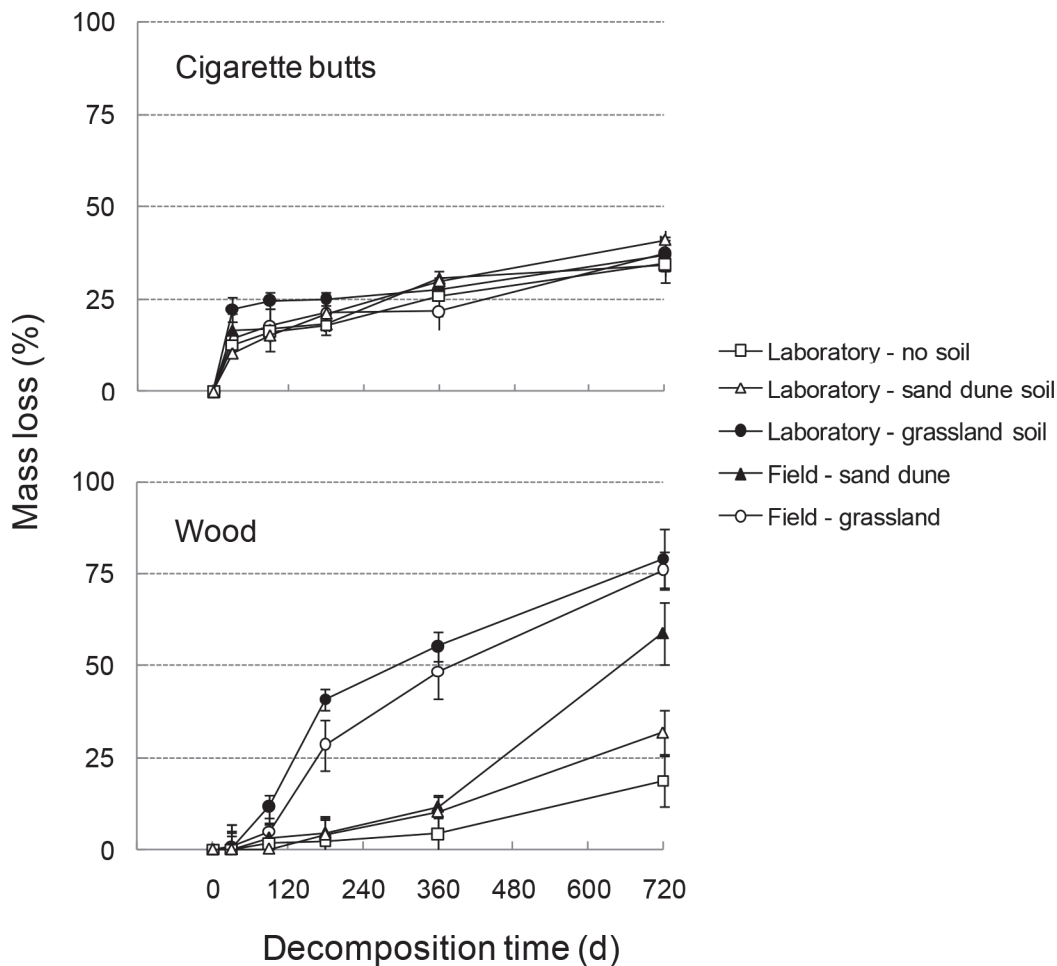 100
Cigarette butts
75
50
25
0
Mass loss (%)
100
Wood
75
50
25
0
0 120 240 360 480 600 720
Decomposition time (d)
Laboratory - no soil
Laboratory - sand dune soil
Laboratory - grassland soil
Field - sand dune
Field - grassland